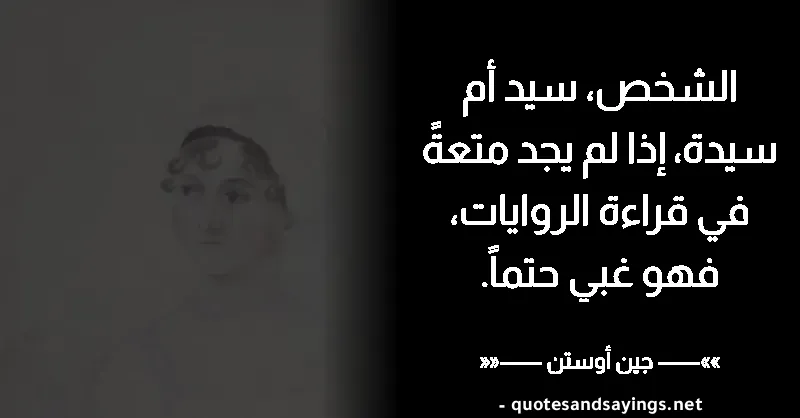 الشخص، سيد أم
سيدة، إذا لم يجد متعةً
في قراءة الروايات،
فهو غبي حتماً.
«»—— جين أوستن ——«»
- quotesandsayings.net